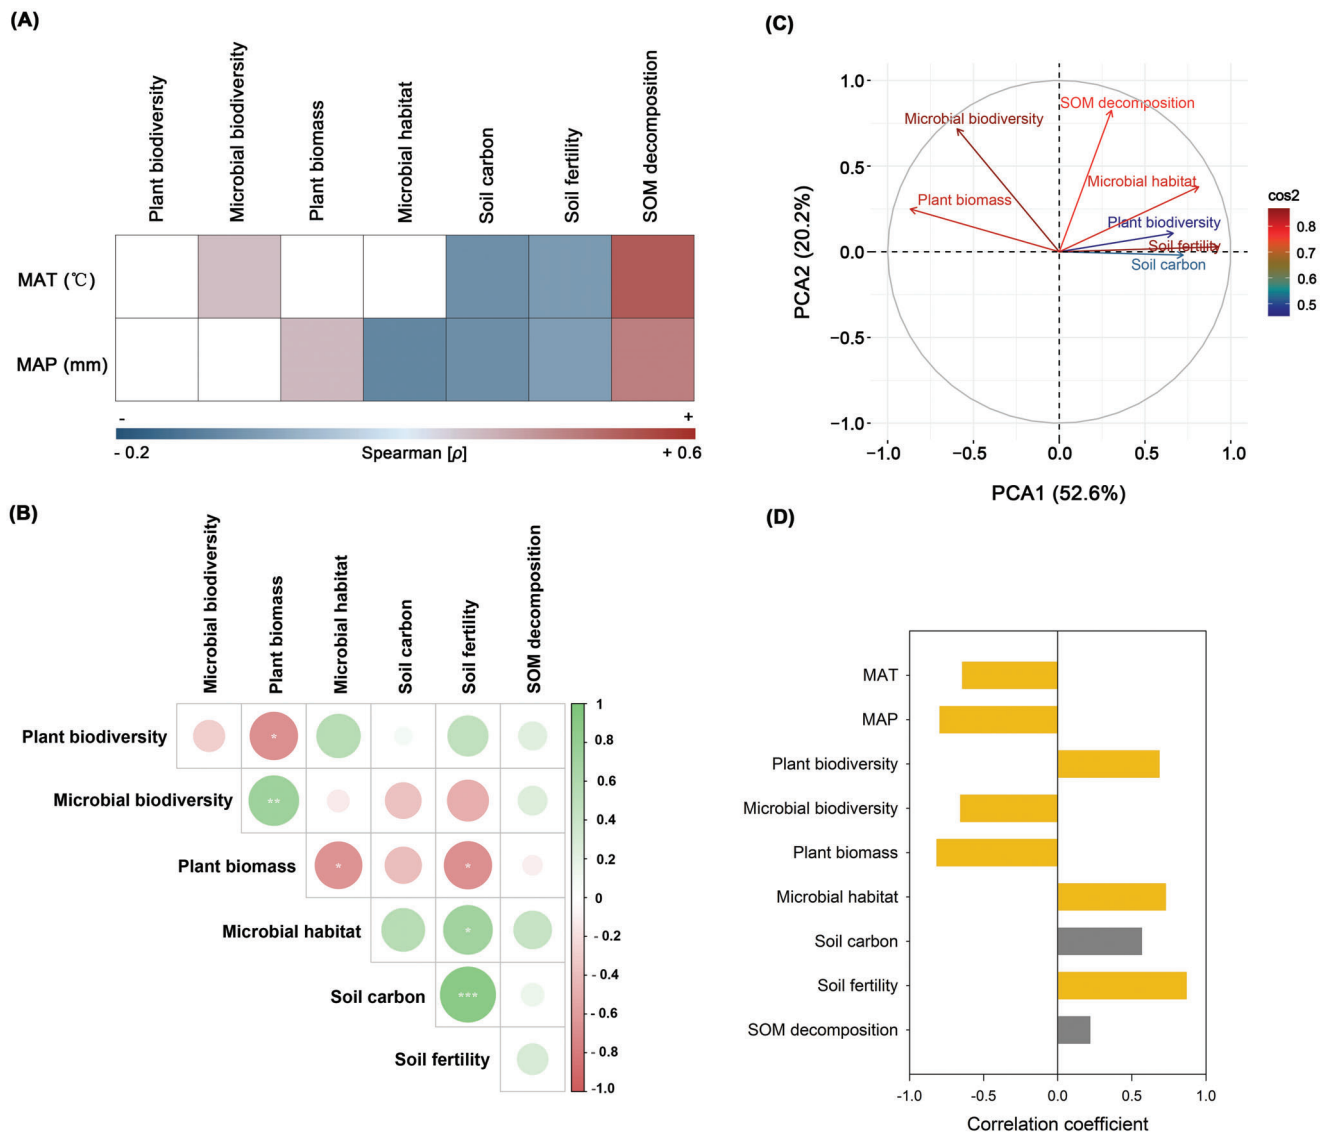 (A)
Plant biodiversity
Microbial biodiversity
Plant biomass
Microbial habitat
Soil carbon
Soil fertility
SOM decomposition
MAT (℃)
MAP (mm)
- +
- 0.2 Spearman [ρ] + 0.6
(B)
Microbial biodiversity
Plant biomass
Microbial habitat
Soil carbon
Soil fertility
SOM decomposition
Plant biodiversity
*
Microbial biodiversity
**
Plant biomass
* *
Microbial habitat
*
Soil carbon
***
Soil fertility
1
0.8
0.6
0.4
0.2
0
- 0.2
- 0.4
- 0.6
- 0.8
-1.0
(C)
PCA2 (20.2%)
1.0
0.5
0.0
−0.5
−1.0
SOM decomposition
Microbial biodiversity
Microbial habitat
Plant biomass
Plant biodiversity
Soil fertility
Soil carbon
−1.0 −0.5 0.0 0.5 1.0
PCA1 (52.6%)
cos2
0.8
0.7
0.6
0.5
(D)
MAT
MAP
Plant biodiversity
Microbial biodiversity
Plant biomass
Microbial habitat
Soil carbon
Soil fertility
SOM decomposition
-1.0 -0.5 0.0 0.5 1.0
Correlation coefficient